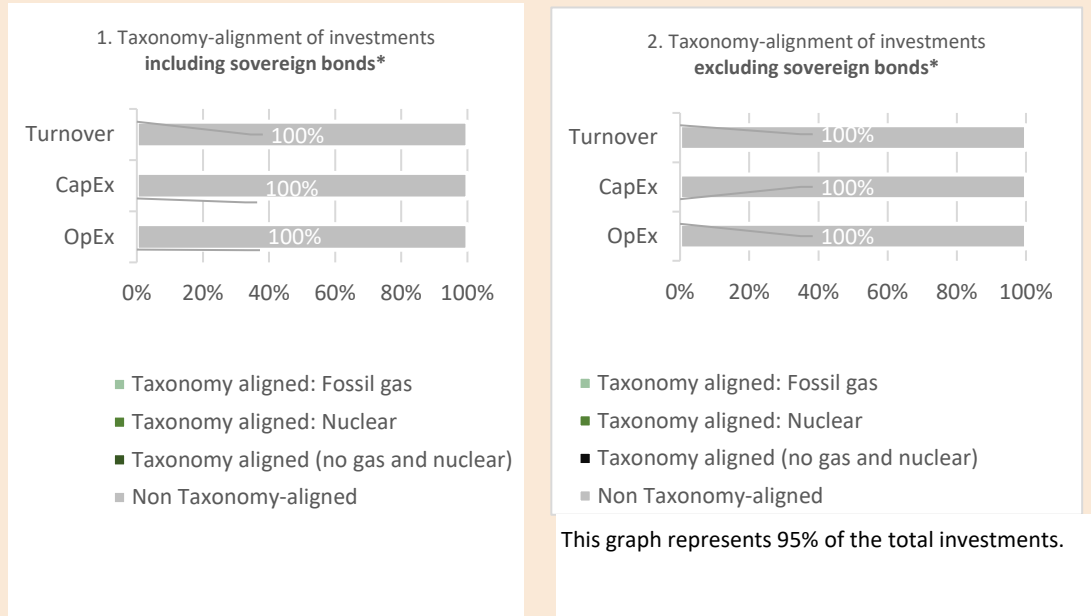 1. Taxonomy-alignment of investments
including sovereign bonds*
Turnover
100%
CapEx
100%
OpEx
100%
0% 20% 40% 60% 80% 100%
Taxonomy aligned: Fossil gas
Taxonomy aligned: Nuclear
Taxonomy aligned (no gas and nuclear)
Non Taxonomy-aligned
2. Taxonomy-alignment of investments
excluding sovereign bonds*
Turnover
100%
CapEx
100%
OpEx
100%
0% 20% 40% 60% 80% 100%
Taxonomy aligned: Fossil gas
Taxonomy aligned: Nuclear
Taxonomy aligned (no gas and nuclear)
Non Taxonomy-aligned
This graph represents 95% of the total investments.